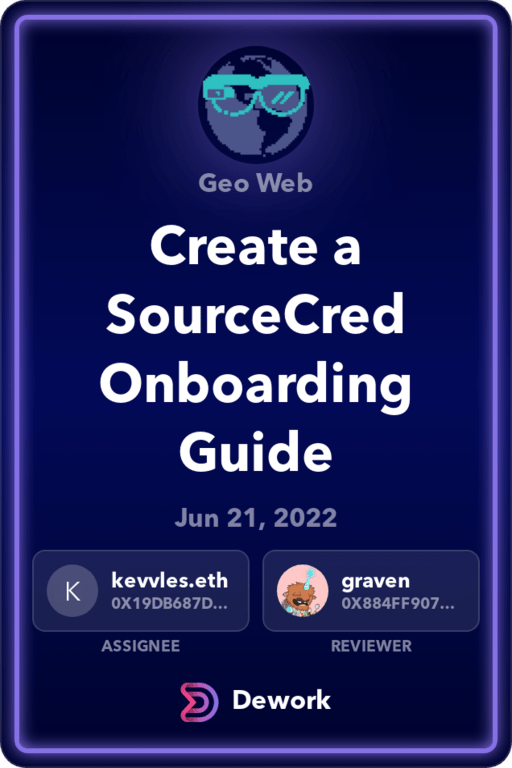 Geo Web
Create a
SourceCred
Onboarding
Guide
Jun 21, 2022
K
kevvles.eth
0X19DB687D...
graven
0X884FF907...
ASSIGNEE
REVIEWER
Dework